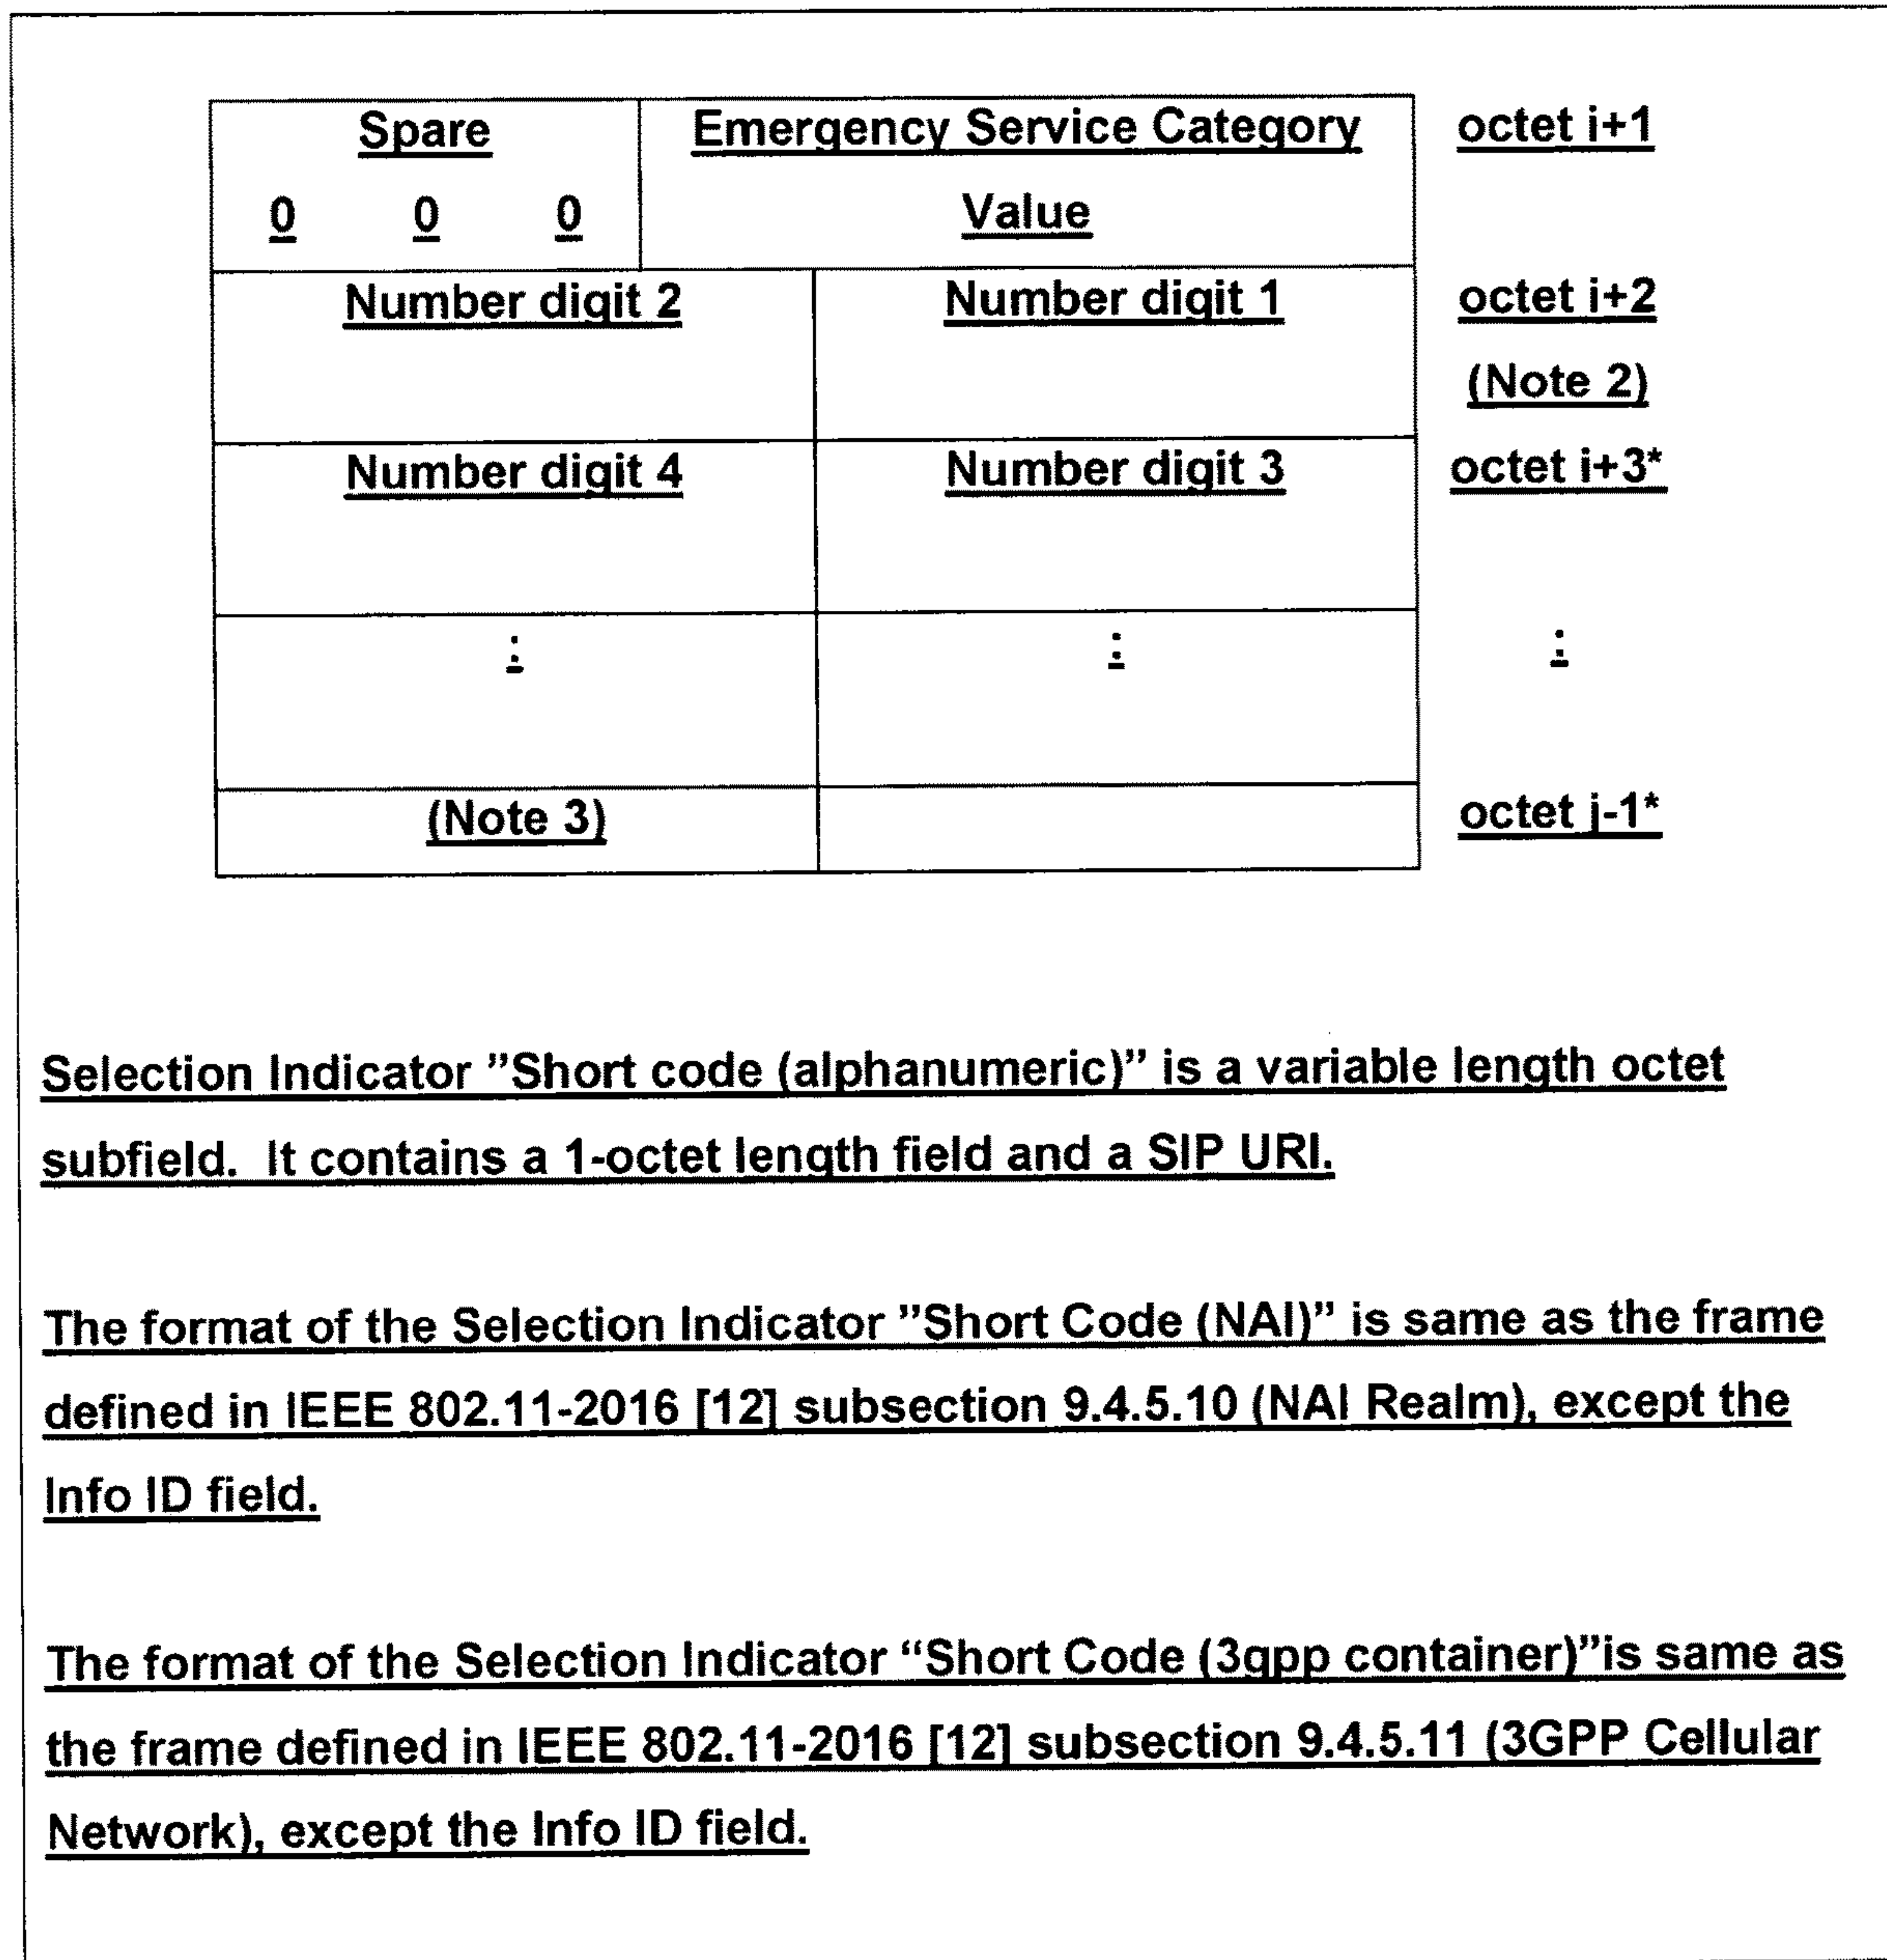 Spare Emergency Service Category octet i+1
0 0 0 Value
Number digit 2 Number digit 1 octet i+2
(Note 2)
Number digit 4 Number digit 3 octet i+3*
: : :
(Note 3) octet j-1*
Selection Indicator ”Short code (alphanumeric)” is a variable length octet
subfield. It contains a 1-octet length field and a SIP URI.
The format of the Selection Indicator ”Short Code (NAI)” is same as the frame
defined in IEEE 802.11-2016 [12] subsection 9.4.5.10 (NAI Realm), except the
Info ID field.
The format of the Selection Indicator “Short Code (3gpp container)”is same as
the frame defined in IEEE 802.11-2016 [12] subsection 9.4.5.11 (3GPP Cellular
Network), except the Info ID field.